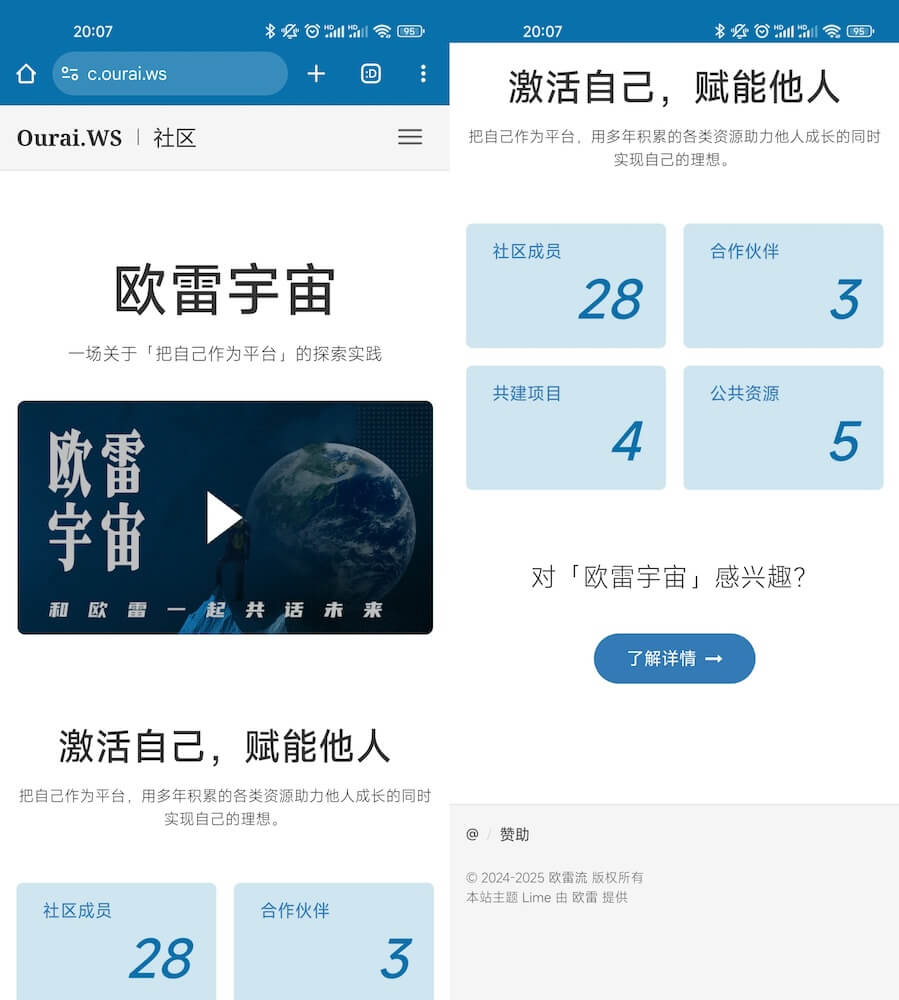 20:07
HD HD 95
c.ourai.ws
:D
Ourai.WS | 社区
欧雷宇宙
一场关于「把自己作为平台」的探索实践
欧雷
宇宙
和欧雷一起共话未来
激活自己，赋能他人
把自己作为平台，用多年积累的各类资源助力他人成长的同时
实现自己的理想。
社区成员
28
合作伙伴
3
20:07
HD HD 95
激活自己，赋能他人
把自己作为平台，用多年积累的各类资源助力他人成长的同时
实现自己的理想。
社区成员
28
合作伙伴
3
共建项目
4
公共资源
5
对「欧雷宇宙」感兴趣？
了解详情 →
@ / 赞助
© 2024-2025 欧雷流 版权所有
本站主题 Lime 由 欧雷 提供